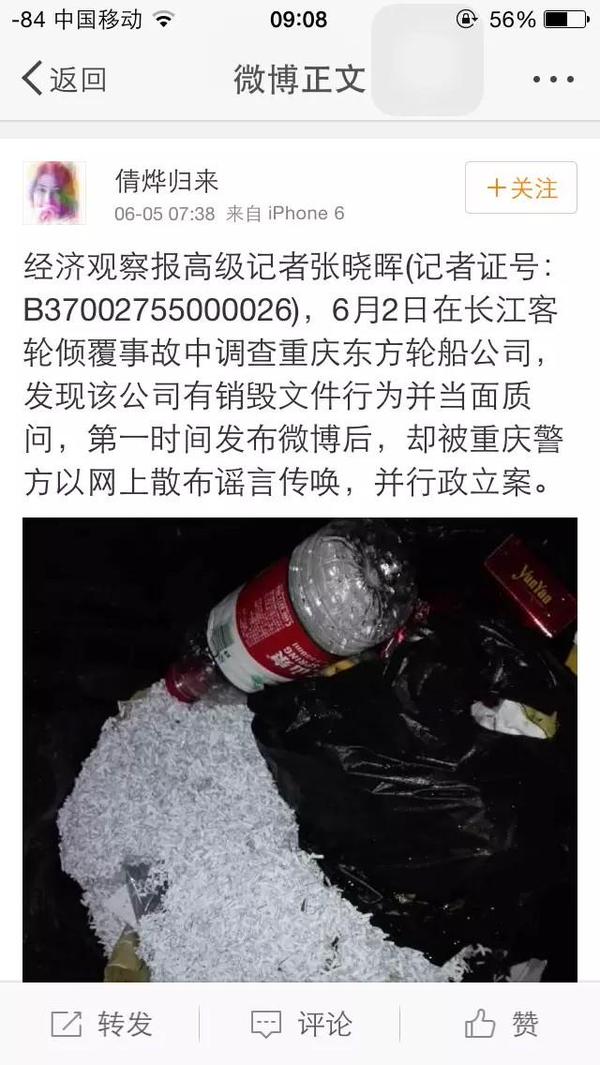 -84 中国移动 09:08 56%
返回 微博正文
倩烨归来
＋关注
06-05 07:38 来自 iPhone 6
经济观察报高级记者张晓晖(记者证号：
B37002755000026)，6月2日在长江客
轮倾覆事故中调查重庆东方轮船公司，
发现该公司有销毁文件行为并当面质
问，第一时间发布微博后，却被重庆警
方以网上散布谣言传唤，并行政立案。
YunYan
转发 评论 赞